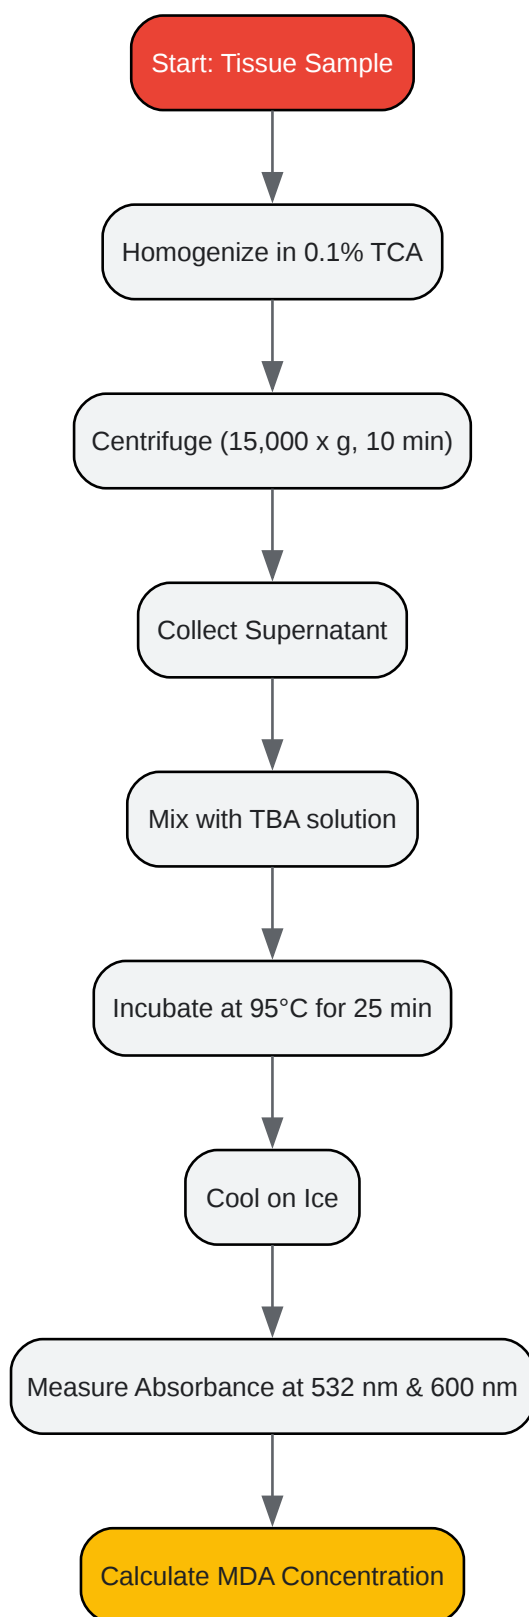 Start: Tissue Sample
Homogenize in 0.1% TCA
Centrifuge (15,000 x g, 10 min)
Collect Supernatant
Mix with TBA solution
Incubate at 95°C for 25 min
Cool on Ice
Measure Absorbance at 532 nm & 600 nm
Calculate MDA Concentration